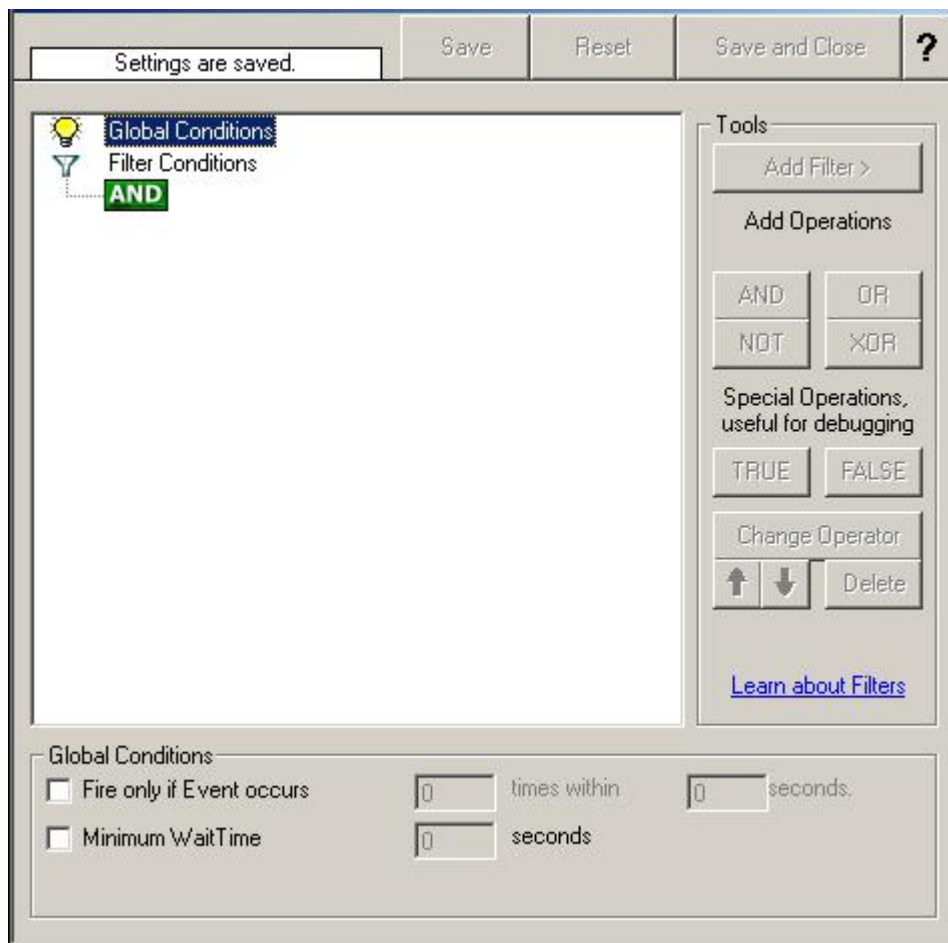 Settings are saved.
Save
Reset
Save and Close
?
Global Conditions
Filter Conditions
AND
Tools
Add Filter >
Add Operations
AND
OR
NOT
XOR
Special Operations,
useful for debugging
TRUE
FALSE
Change Operator
Delete
Learn about Filters
Global Conditions
Fire only if Event occurs
0
times within
0
seconds.
Minimum WaitTime
0
seconds